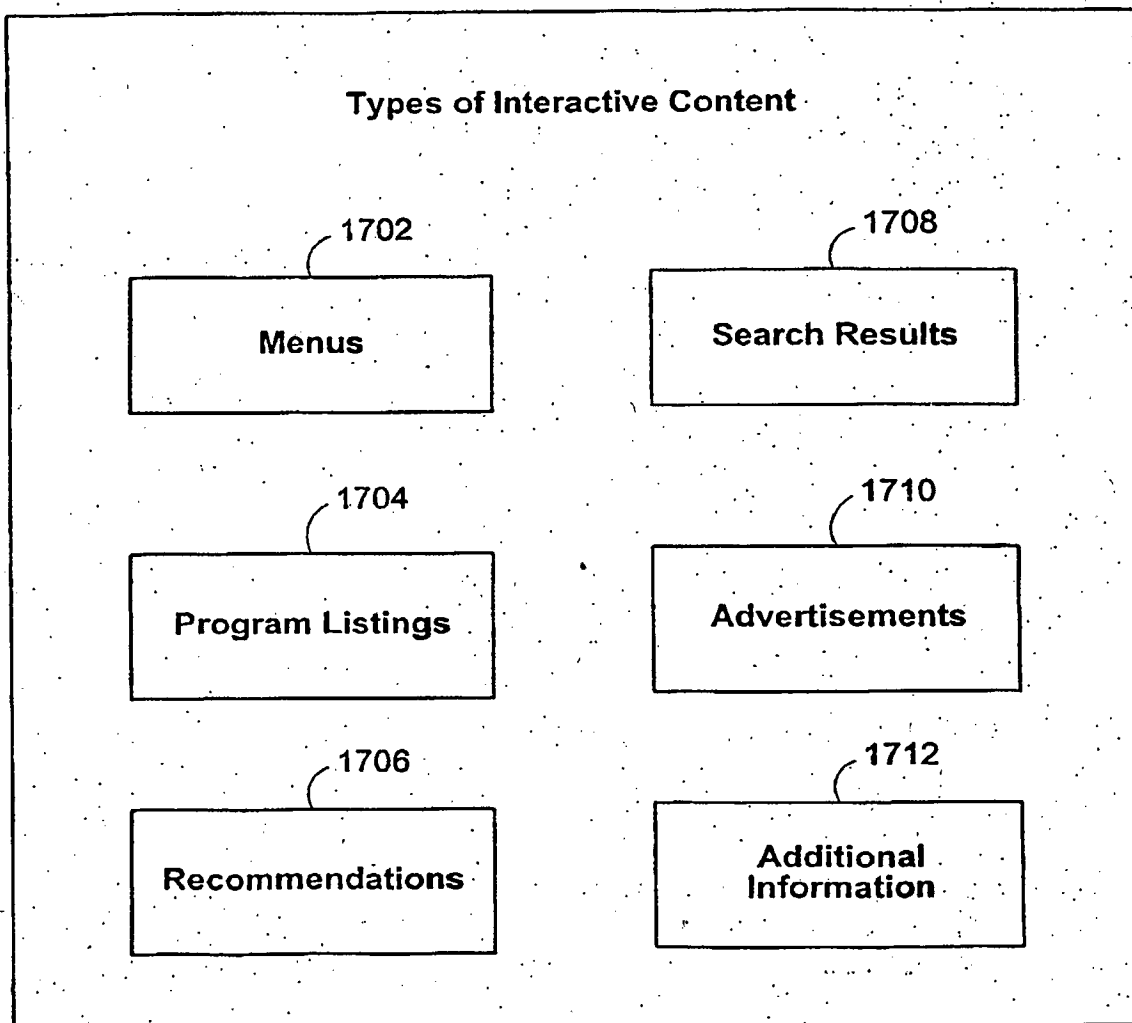 Types of Interactive Content
1702
Menus
1708
Search Results
1704
Program Listings
1710
Advertisements
1706
Recommendations
1712
Additional
Information